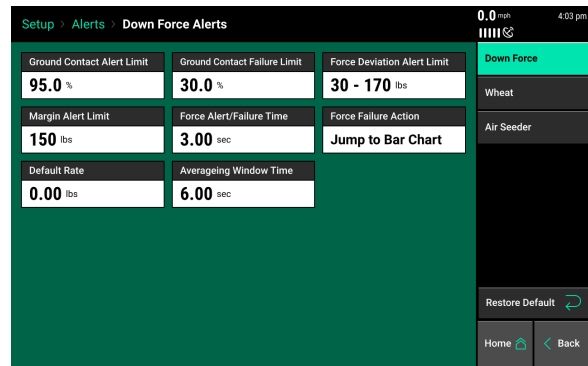 Setup > Alerts > Down Force Alerts
0.0 mph 4:03 pm
Ground Contact Alert Limit
95.0 %
Ground Contact Failure Limit
30.0 %
Force Deviation Alert Limit
30 - 170 lbs
Margin Alert Limit
150 lbs
Force Alert/Failure Time
3.00 sec
Force Failure Action
Jump to Bar Chart
Default Rate
0.00 lbs
Averageing Window Time
6.00 sec
Down Force
Wheat
Air Seeder
Restore Default
Home
Back